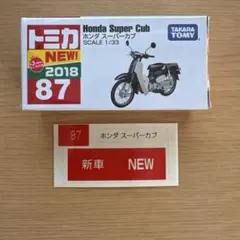 トミカ
NEW!
2018
87
Honda Super Cub
ホンダ スーパーカブ
SCALE 1/33
TAKARA
TOMY
87
ホンダ スーパーカブ
新車 NEW